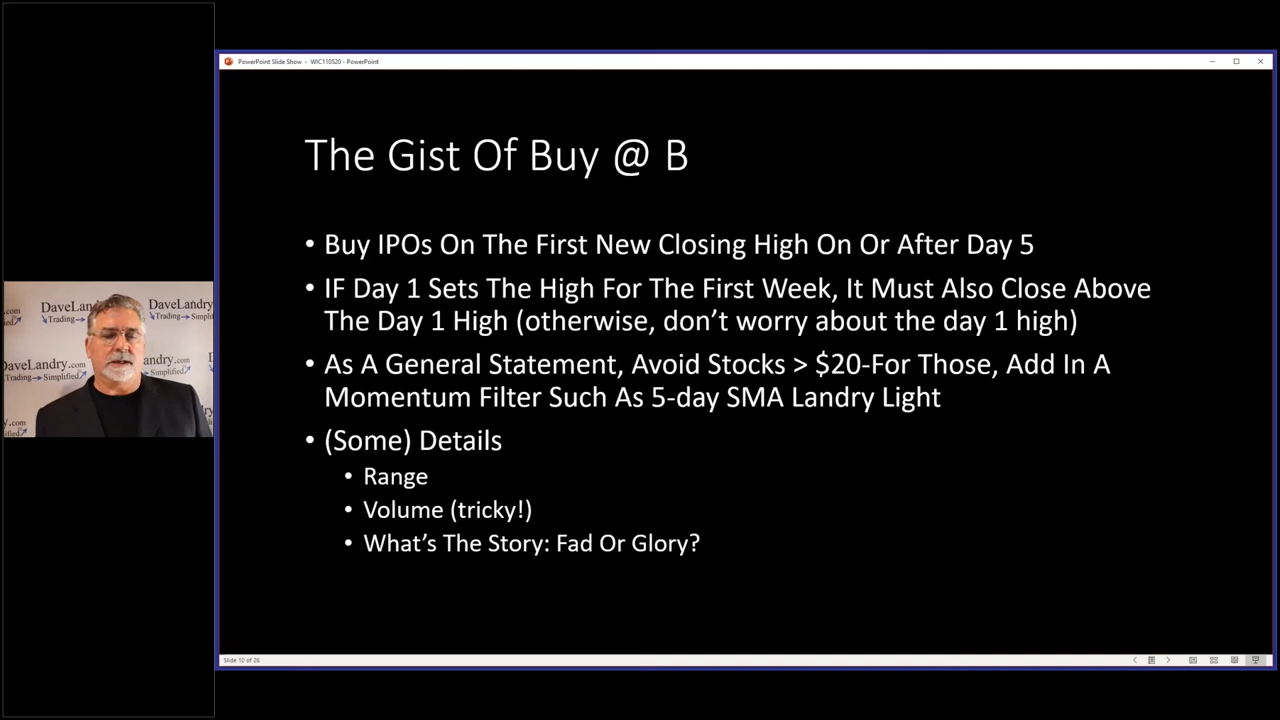 PowerPoint Slide Show - WIC110520 - PowerPoint
The Gist Of Buy @ B
• Buy IPOs On The First New Closing High On Or After Day 5
• IF Day 1 Sets The High For The First Week, It Must Also Close Above
The Day 1 High (otherwise, don’t worry about the day 1 high)
• As A General Statement, Avoid Stocks > $20-For Those, Add In A
Momentum Filter Such As 5-day SMA Landry Light
• (Some) Details
• Range
• Volume (tricky!)
• What’s The Story: Fad Or Glory?
DaveLand
Trading
DaveLandry
Trading Simplifi
DaveLandry.com
Trading Simplified
.com
Slide 10 of 26